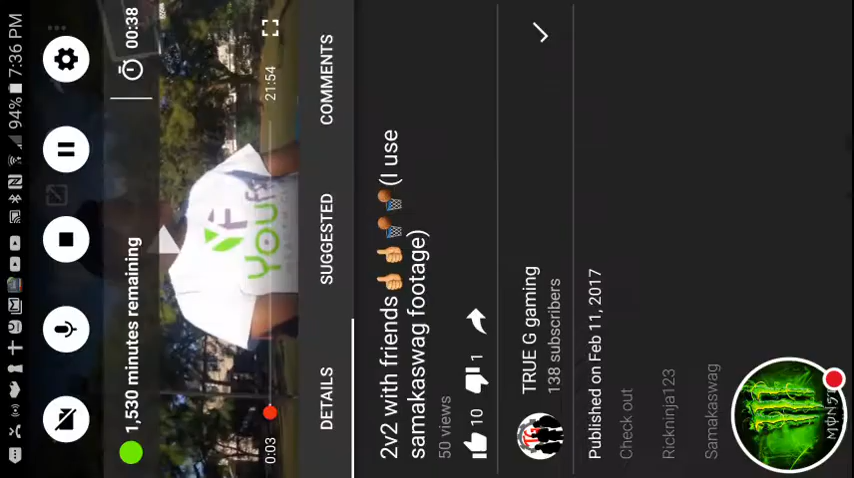 94% 7:36 PM
1,530 minutes remaining
00:38
YF
YouFit
0:03
21:54
DETAILS
SUGGESTED
COMMENTS
2v2 with friends 👍👍🏀🏀 (I use
samakaswag footage)
50 views
10
1
TRUE G gaming
138 subscribers
Published on Feb 11, 2017
Check out
Rickninja123
Samakaswag